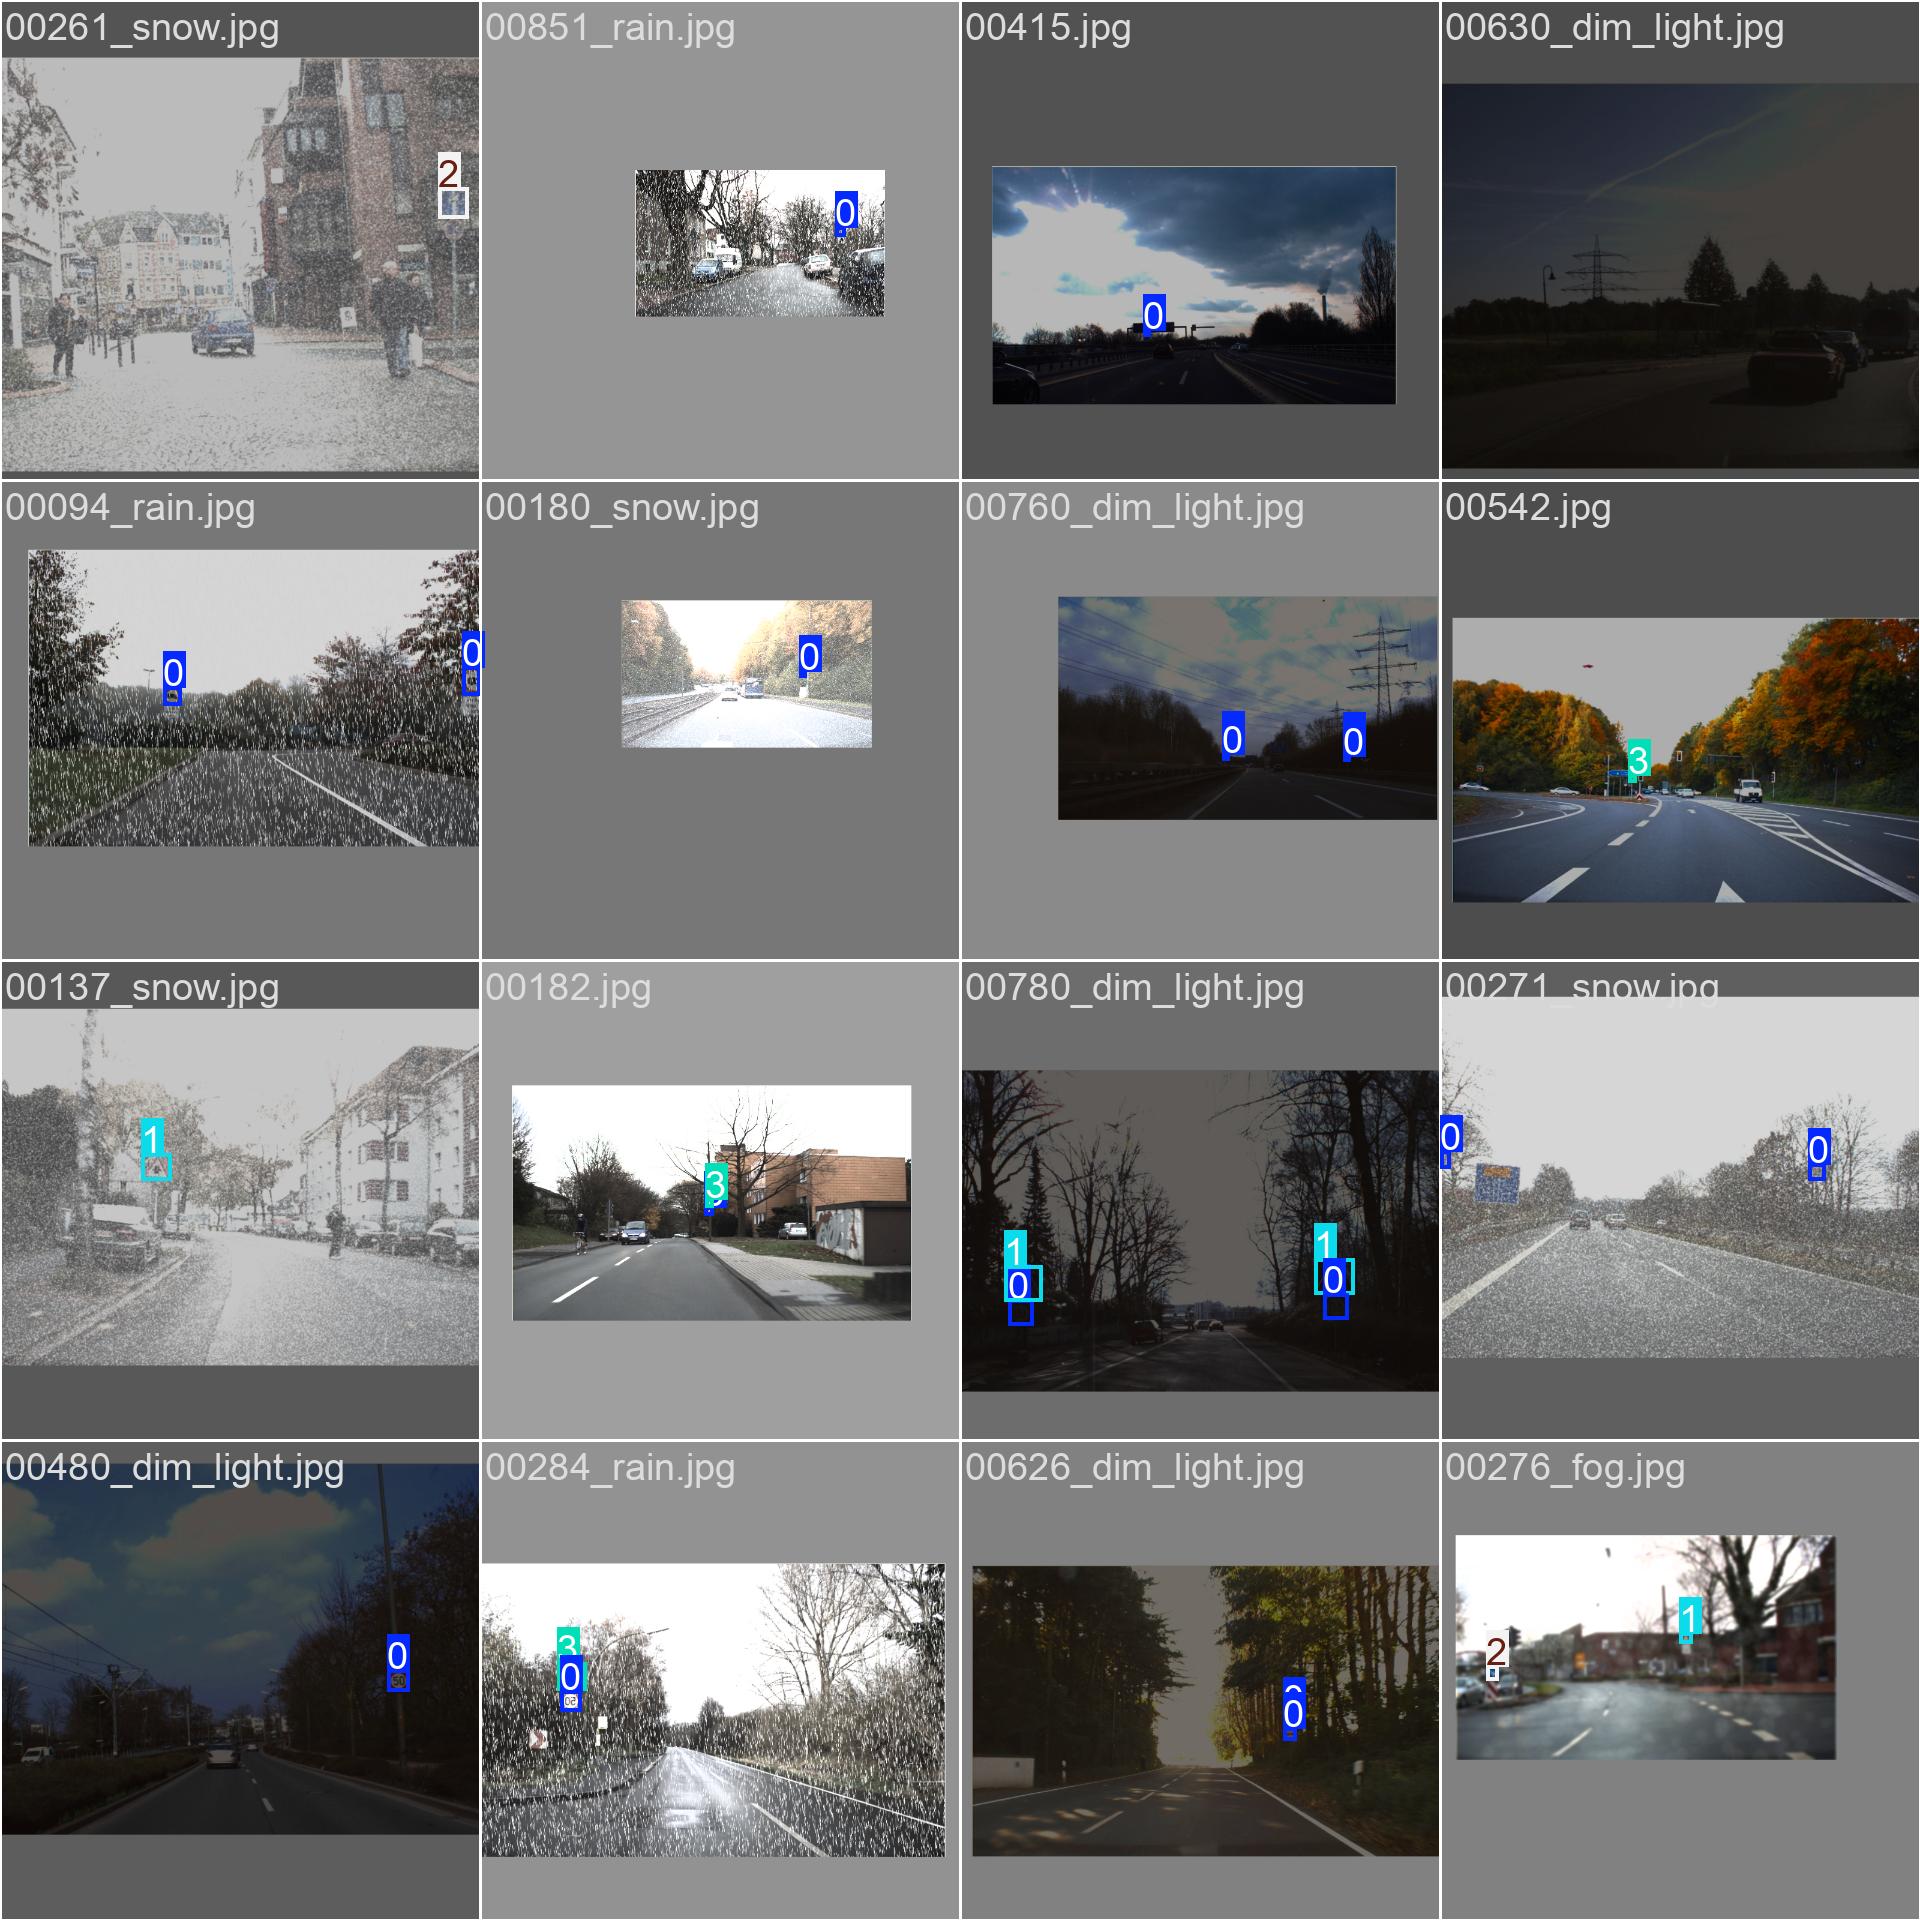 00261_snow.jpg
2
00851_rain.jpg
0
00415.jpg
0
00630_dim_light.jpg
00094_rain.jpg
0
0
00180_snow.jpg
0
00760_dim_light.jpg
0
0
00542.jpg
3
00137_snow.jpg
1
00182.jpg
3
00780_dim_light.jpg
1
0
1
0
00271_snow.jpg
0
0
00480_dim_light.jpg
0
50
00284_rain.jpg
3
0
00626_dim_light.jpg
0
00276_fog.jpg
1
2